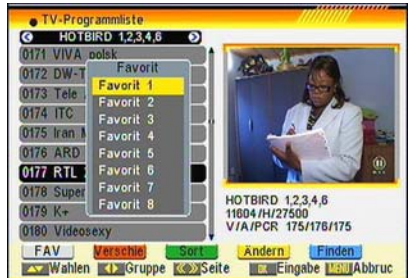 TV-Programmliste
HOTBIRD 1,2,3,4,6
0171 VIVA polsk
0172 DW-T
0173 Tele
0174 ITC
0175 Iran
0176 ARD
0177 RTL
0178 Super
0179 K+
0180 Videosexy
Favorit
Favorit 1
Favorit 2
Favorit 3
Favorit 4
Favorit 5
Favorit 6
Favorit 7
Favorit 8
HOTBIRD 1,2,3,4,6
11604 /H/27500
V/A/PCR 175/176/175
FAV Verschie Sort Ändern Finden
Wahlen Gruppe Seite OK Eingabe MENU Abbruc